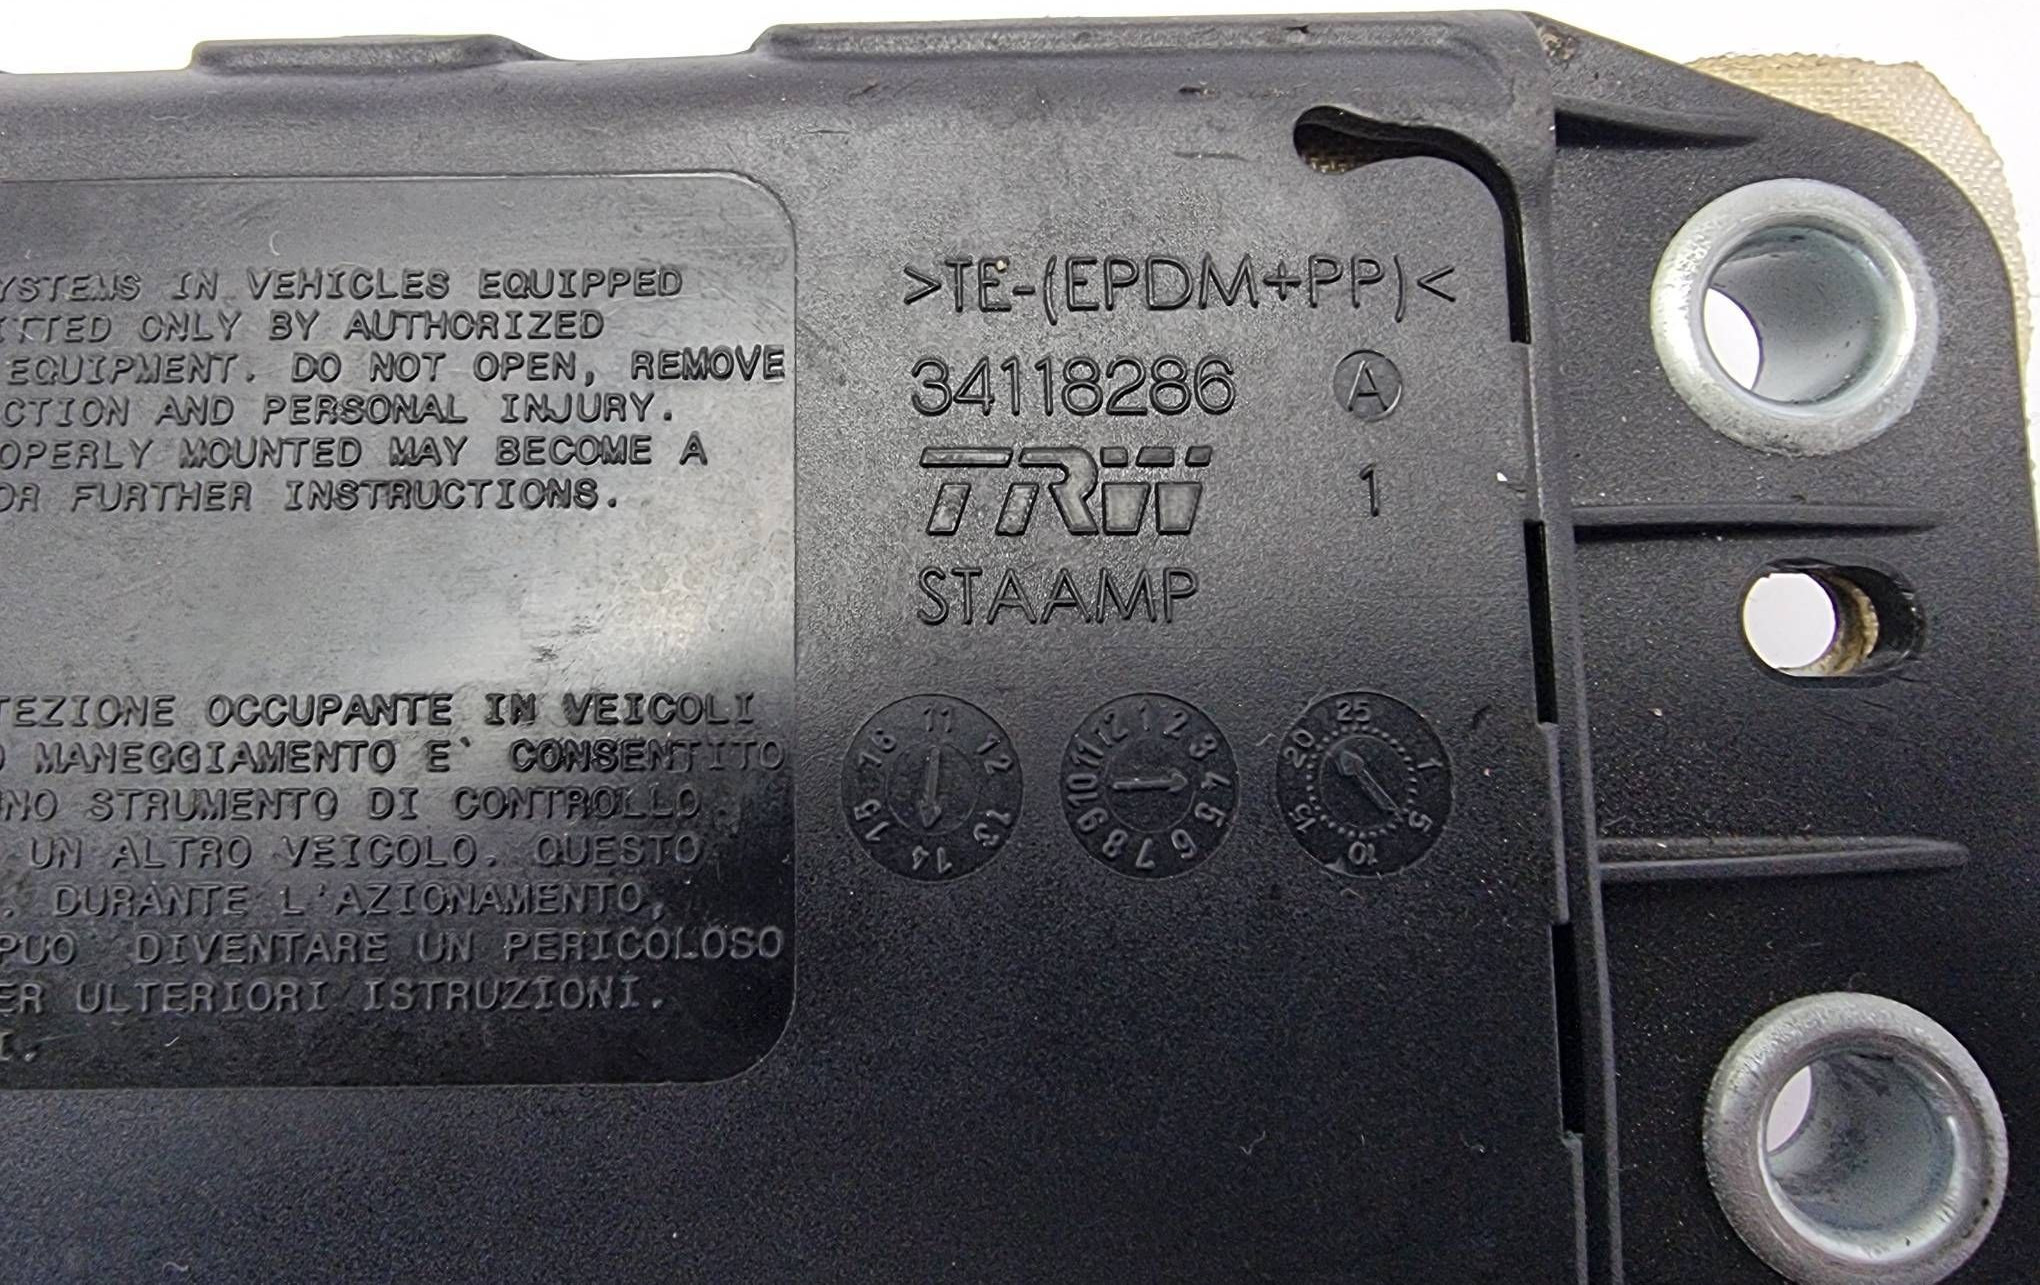 YSTEMS IN VEHICLES EQUIPPED
ITTED ONLY BY AUTHORIZED
EQUIPMENT. DO NOT OPEN, REMOVE
CTION AND PERSONAL INJURY.
OPERLY MOUNTED MAY BECOME A
OR FURTHER INSTRUCTIONS.
TEZIONE OCCUPANTE IN VEICOLI
O MANEGGIAMENTO E` CONSENTITO
UNO STRUMENTO DI CONTROLLO.
UN ALTRO VEICOLO. QUESTO
. DURANTE L'AZIONAMENTO,
PUO` DIVENTARE UN PERICOLOSO
ER ULTERIORI ISTRUZIONI.
I.
>TE-(EPDM+PP)<
34118286 A
TRW 1
STAAMP
11 12 13 14 15 16
1 2 3 4 5 6 7 8 9 10 11 12
1 5 10 15 20 25